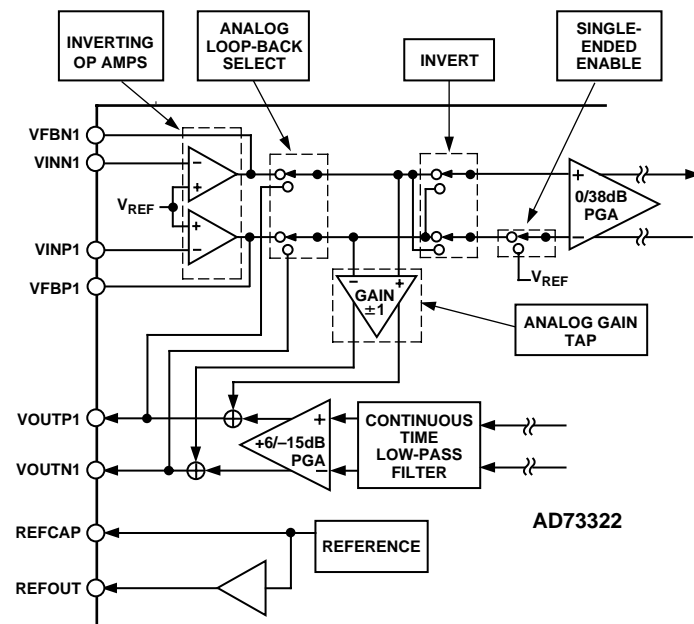 INVERTING
OP AMPS
ANALOG
LOOP-BACK
SELECT
INVERT
SINGLE-
ENDED
ENABLE
VFBN1
VINN1
VREF
VINP1
VFBP1
–
+
+
–
+
0/38dB
PGA
–
VREF
–
+
GAIN
±1
ANALOG GAIN
TAP
VOUTP1
VOUTN1
+
+6/–15dB
PGA
–
CONTINUOUS
TIME
LOW-PASS
FILTER
AD73322
REFCAP
REFERENCE
REFOUT